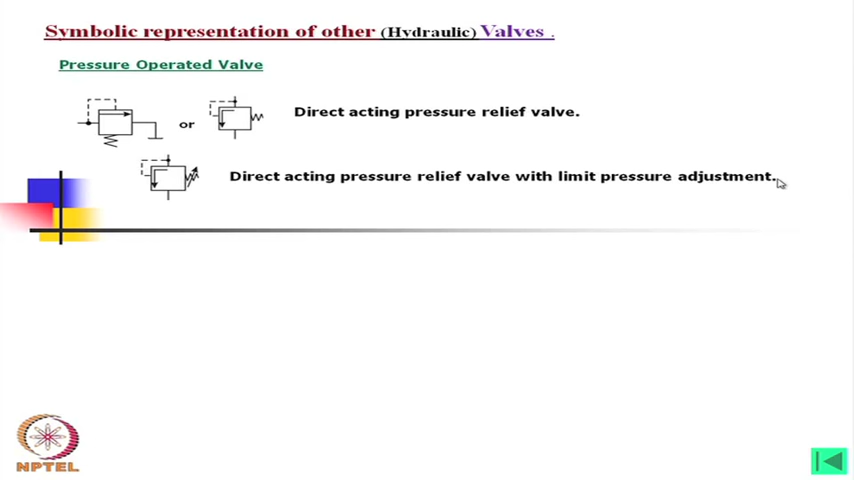 Symbolic representation of other (Hydraulic) Valves .
Pressure Operated Valve
or
Direct acting pressure relief valve.
Direct acting pressure relief valve with limit pressure adjustment.
NPTEL